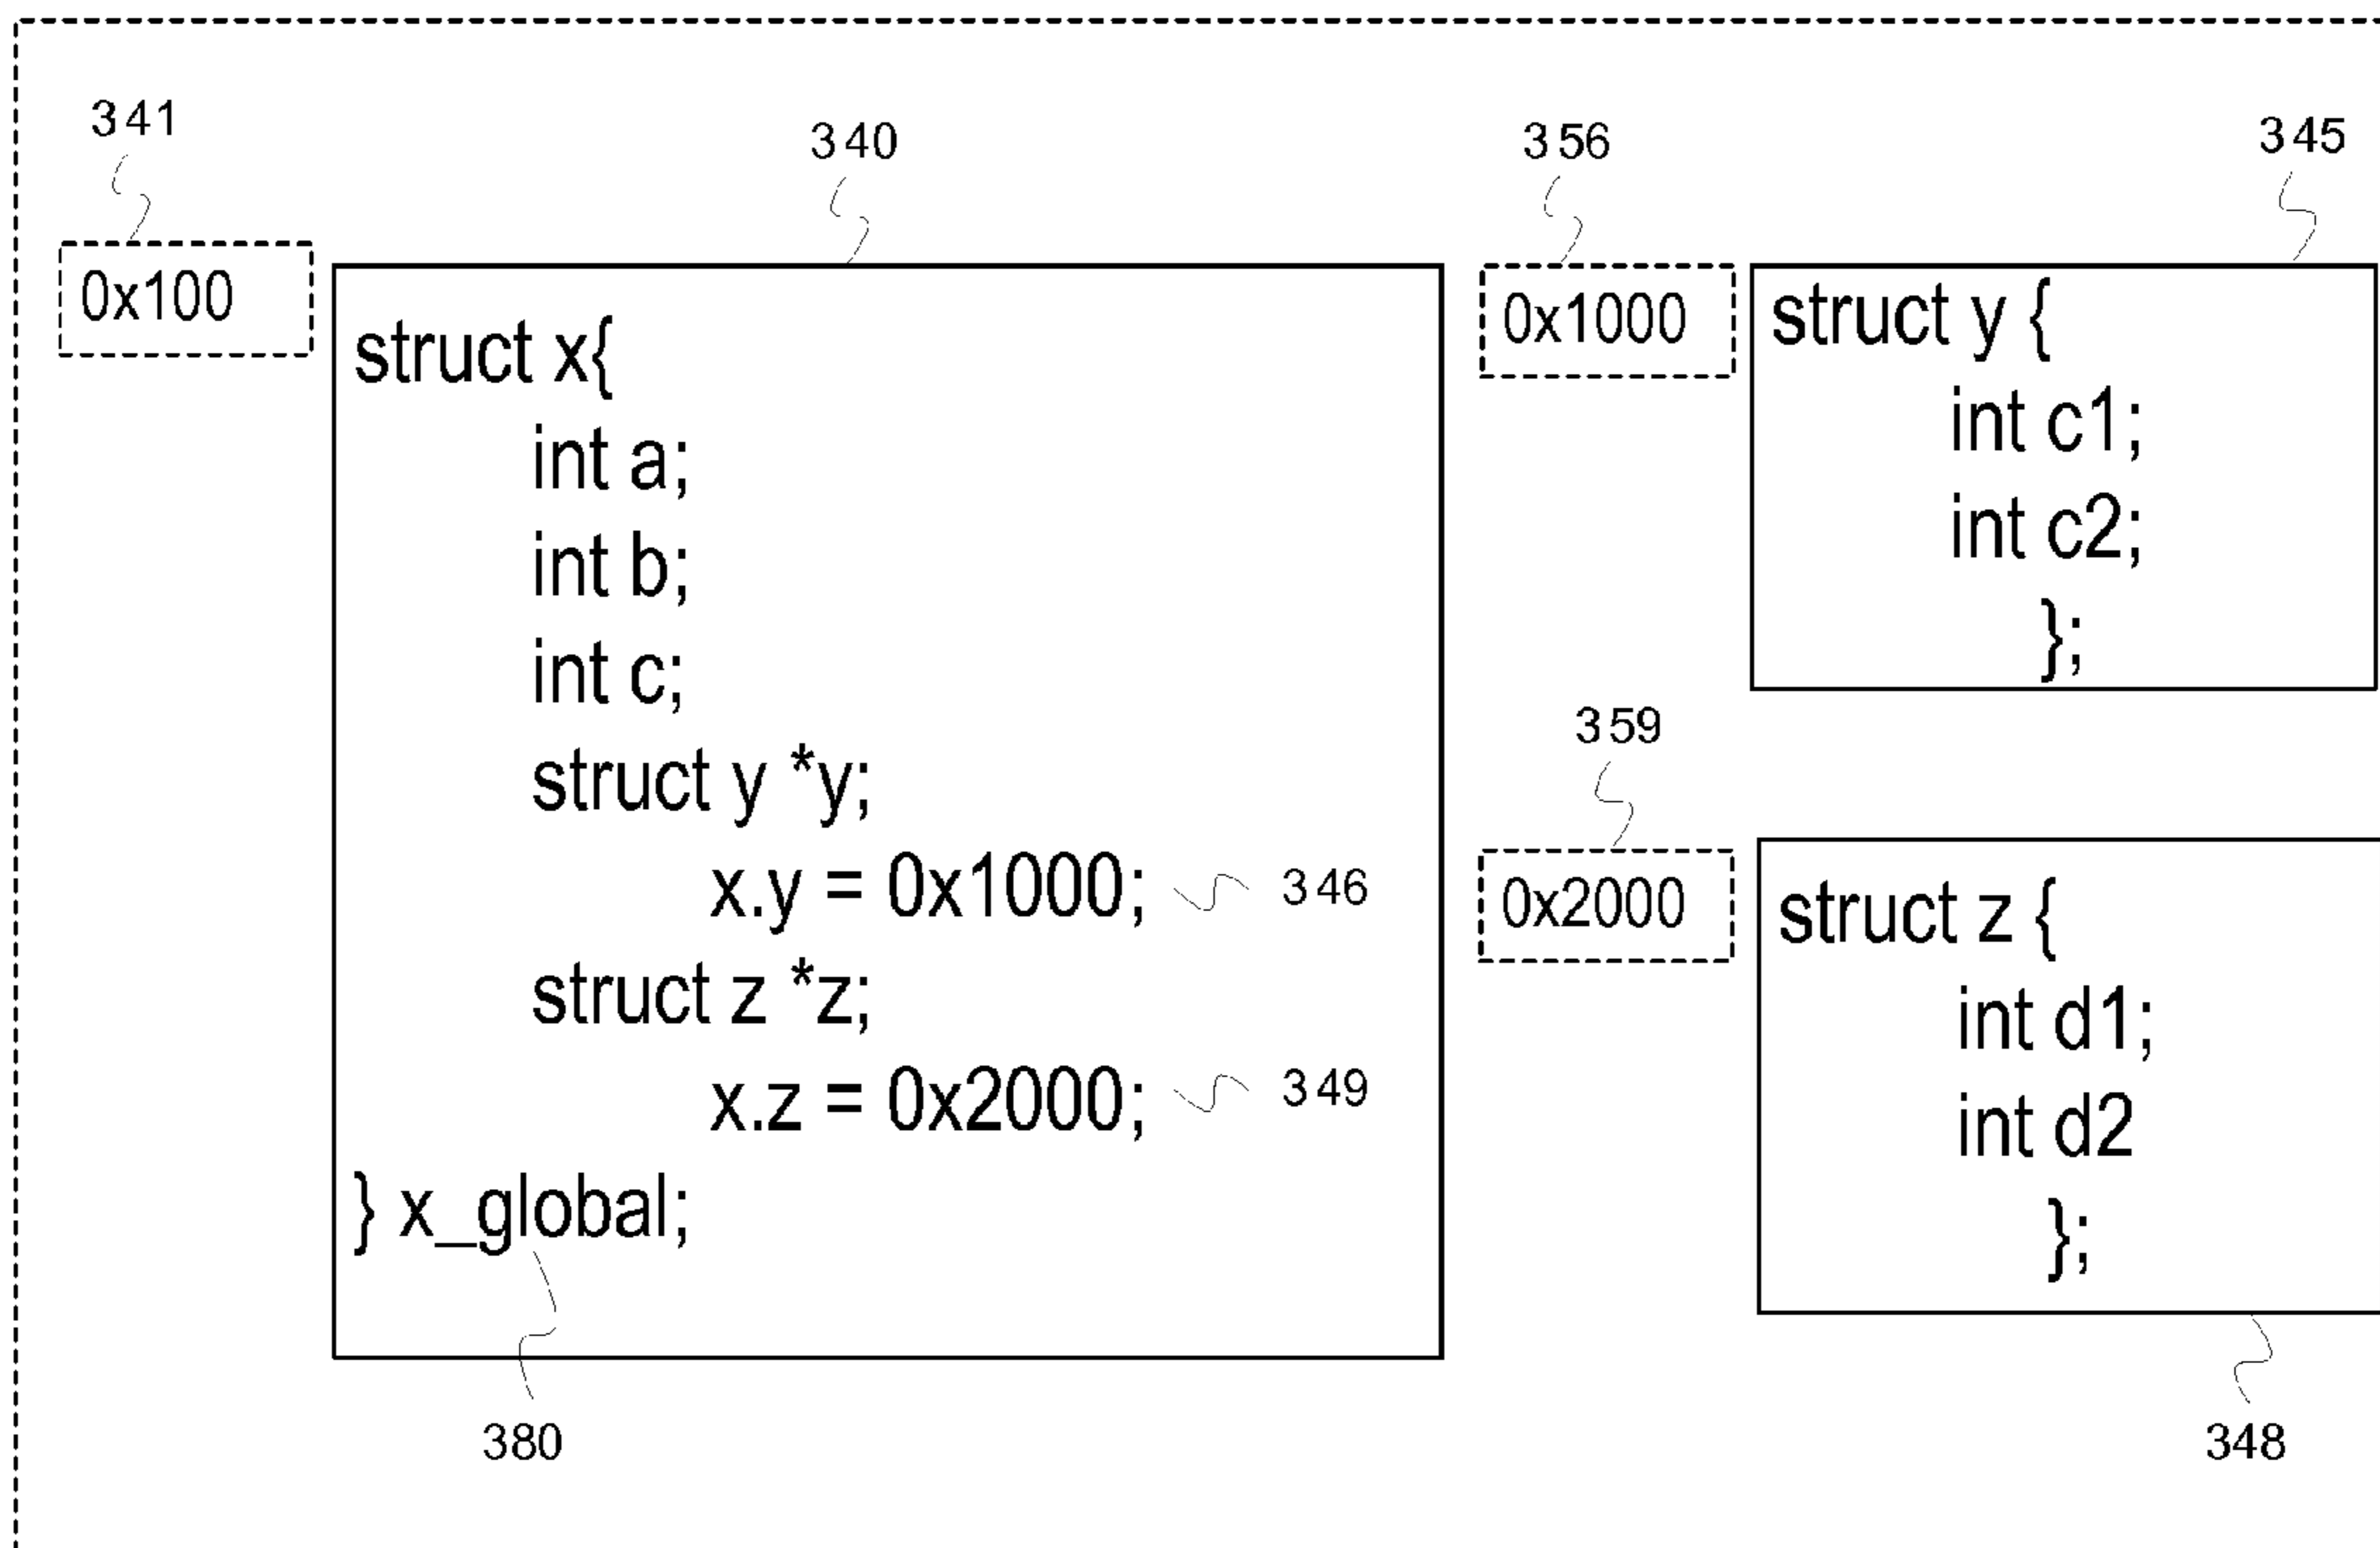 341
340
356
345
0x100
struct x{
int a;
int b;
int c;
struct y *y;
x.y = 0x1000; 346
struct z *z;
x.z = 0x2000; 349
} x_global;
380
0x1000
struct y {
int c1;
int c2;
};
359
0x2000
struct z {
int d1;
int d2
};
348